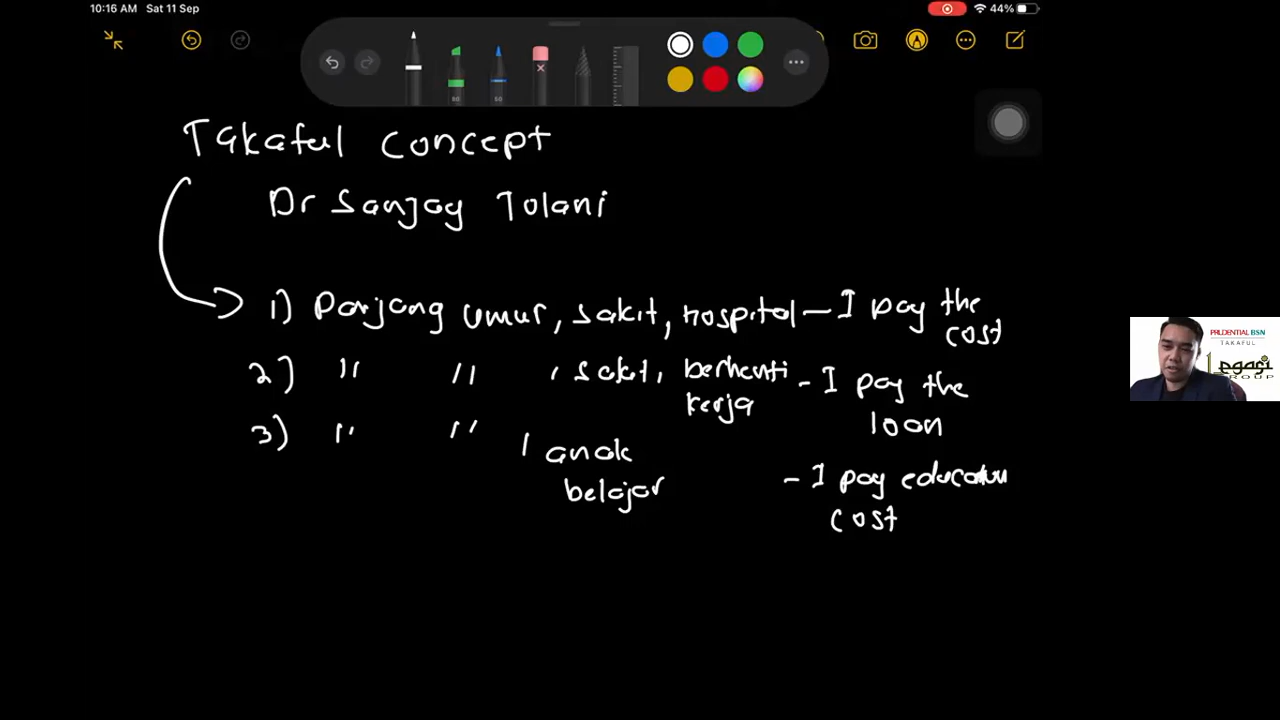 10:16 AM Sat 11 Sep
44%
80
50
Takaful concept
Dr Sanjay Tolani
1) Panjang umur, sakit, hospital - I pay the
cost
2) " " , sakit, berhenti - I pay the
kerja loan
3) " " , anak
belajar - I pay education
cost
PRUDENTIAL BSN
TAKAFUL
Legasi
GROUP